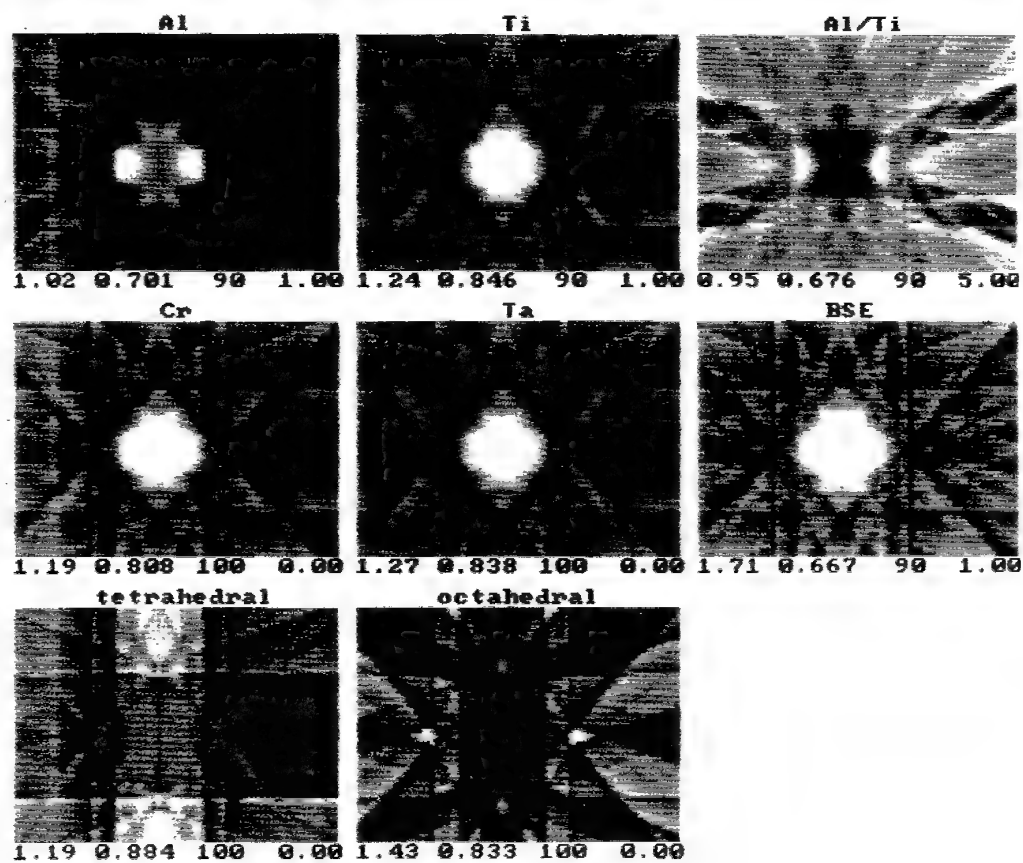 Al Ti Al/Ti
1.02 0.701 90 1.00 1.24 0.846 90 1.00 0.95 0.676 90 5.00
Cr Ta BSE
1.19 0.808 100 0.00 1.27 0.838 100 0.00 1.71 0.667 90 1.00
tetrahedral octahedral
1.19 0.884 100 0.00 1.43 0.833 100 0.00